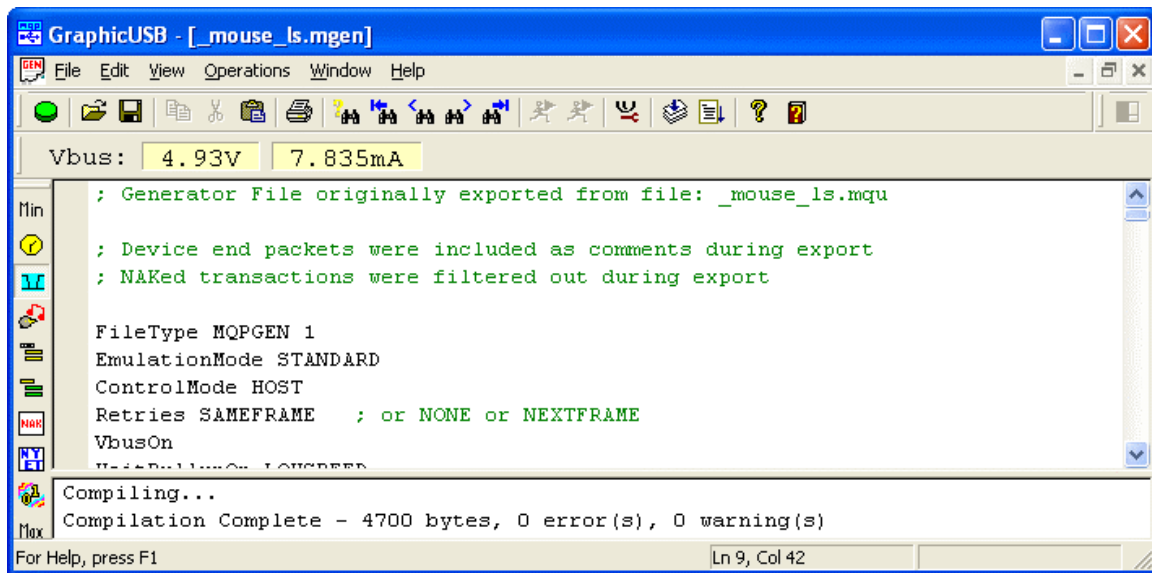 GraphicUSB - [_mouse_ls.mgen]
GEN File Edit View Operations Window Help
Vbus: 4.93V 7.835mA
Min
; Generator File originally exported from file: _mouse_ls.mqu
; Device end packets were included as comments during export
; NAKed transactions were filtered out during export
FileType MQPGEN 1
EmulationMode STANDARD
ControlMode HOST
Retries SAMEFRAME ; or NONE or NEXTFRAME
NAK
VbusOn
NYET
Compiling...
Compilation Complete - 4700 bytes, 0 error(s), 0 warning(s)
Max
For Help, press F1 Ln 9, Col 42